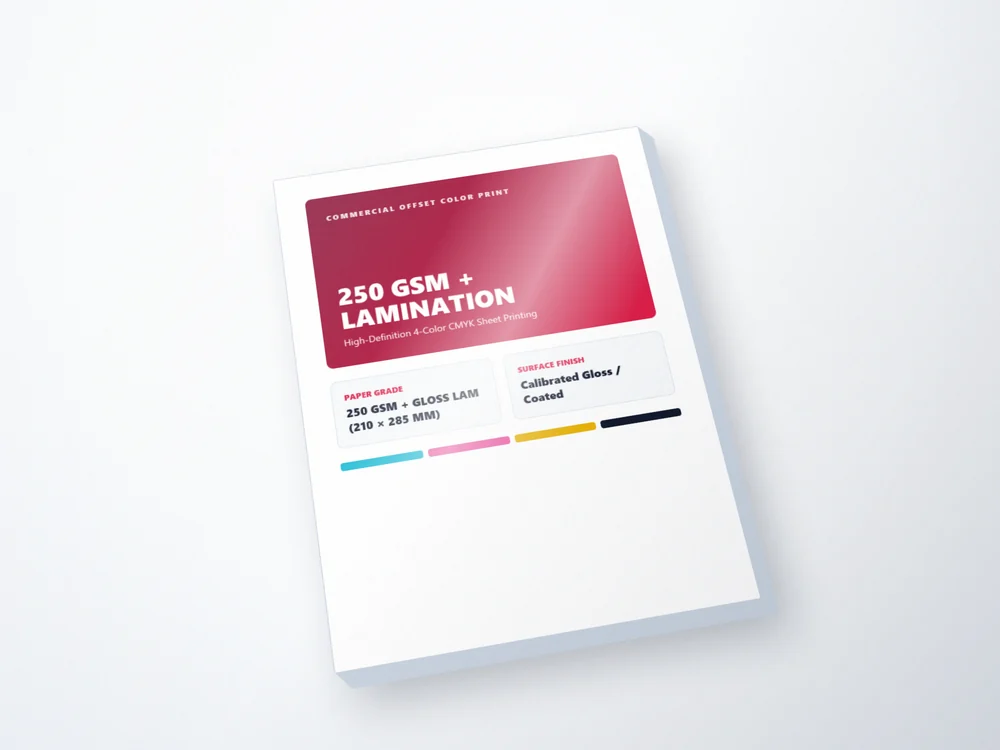 COMMERCIAL OFFSET COLOR PRINT
250 GSM +
LAMINATION
High-Definition 4-Color CMYK Sheet Printing
PAPER GRADE
250 GSM + GLOSS LAM
(210 × 285 MM)
SURFACE FINISH
Calibrated Gloss /
Coated